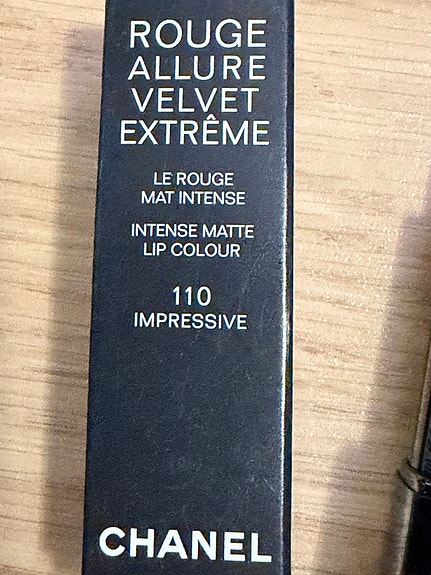 ROUGE
ALLURE
VELVET
EXTRÊME
LE ROUGE
MAT INTENSE
INTENSE MATTE
LIP COLOUR
110
IMPRESSIVE
CHANEL